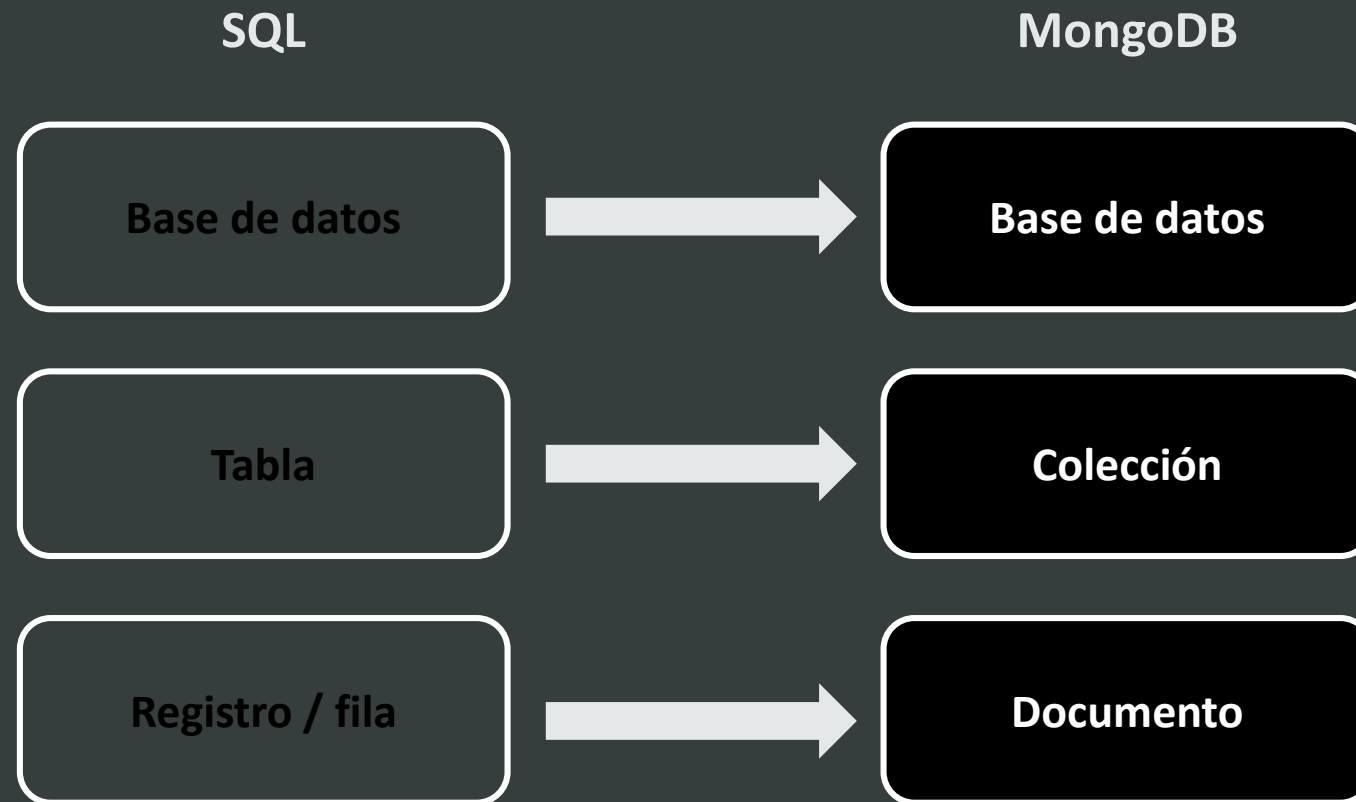 SQL
MongoDB
Base de datos
Base de datos
Tabla
Colección
Registro / fila
Documento